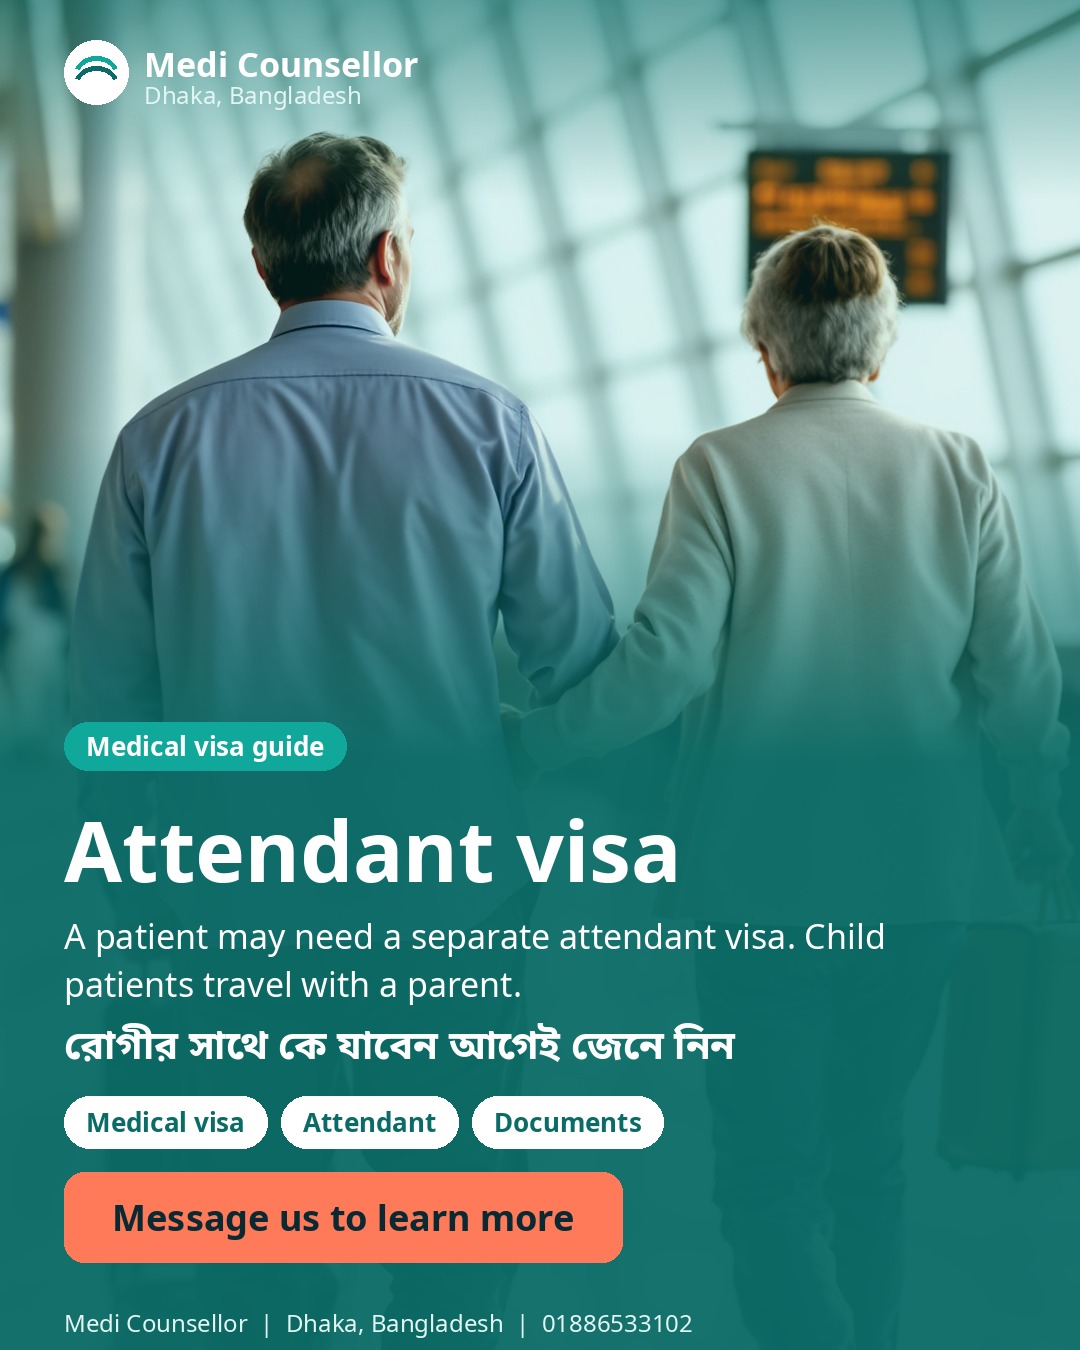 Medi Counsellor
Dhaka, Bangladesh
Medical visa guide
Attendant visa
A patient may need a separate attendant visa. Child
patients travel with a parent.
রোগীর সাথে কে যাবেন আগেই জেনে নিন
Medical visa
Attendant
Documents
Message us to learn more
Medi Counsellor | Dhaka, Bangladesh | 01886533102